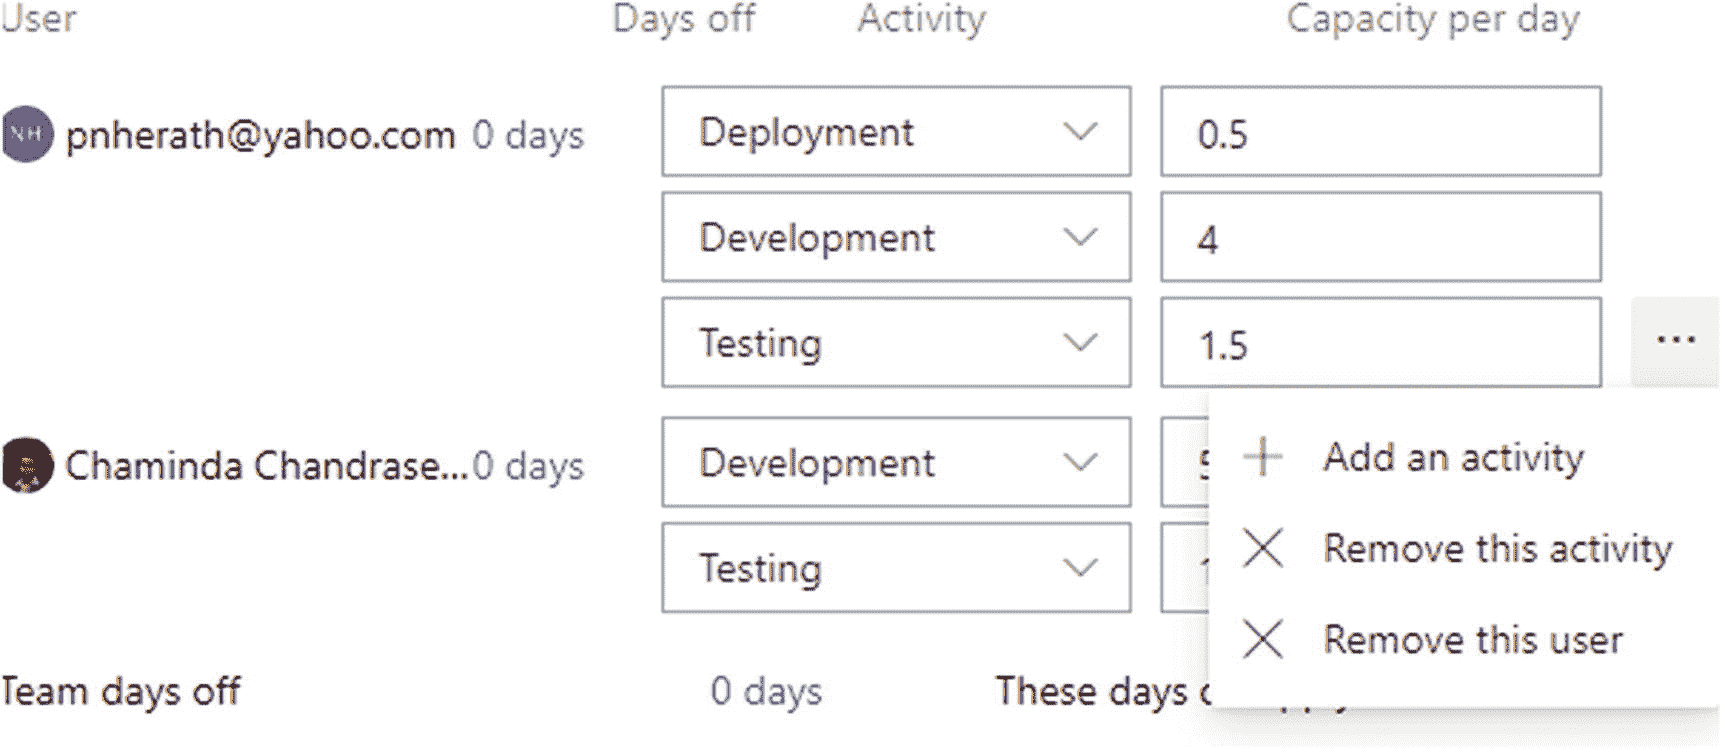 User Days off Activity Capacity per day
NH pnherath@yahoo.com 0 days Deployment 0.5
Development 4
Testing 1.5 ...
Chaminda Chandrase... 0 days Development
Add an activity
Remove this activity
Testing
Remove this user
Team days off 0 days These days